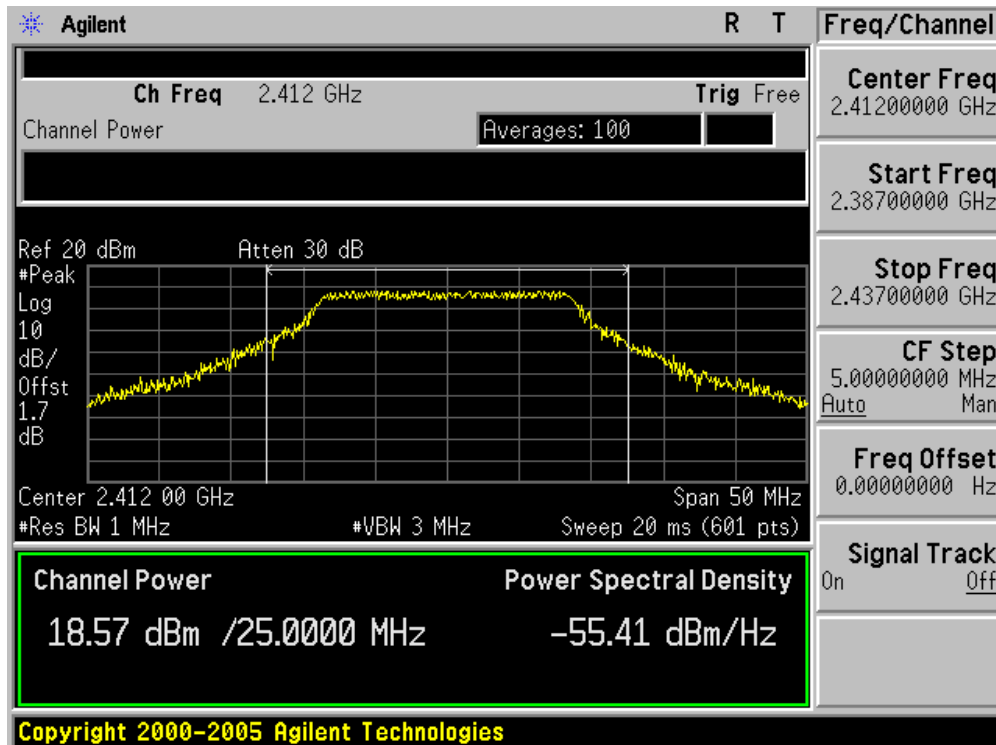 Agilent R T
Ch Freq 2.412 GHz Trig Free
Channel Power Averages: 100
Ref 20 dBm Atten 30 dB
#Peak
Log
10
dB/
Offst
1.7
dB
Center 2.412 00 GHz Span 50 MHz
#Res BW 1 MHz #VBW 3 MHz Sweep 20 ms (601 pts)
Channel Power Power Spectral Density
18.57 dBm /25.0000 MHz -55.41 dBm/Hz
Copyright 2000-2005 Agilent Technologies
Freq/Channel
Center Freq
2.41200000 GHz
Start Freq
2.38700000 GHz
Stop Freq
2.43700000 GHz
CF Step
5.00000000 MHz
Auto Man
Freq Offset
0.00000000 Hz
Signal Track
On Off